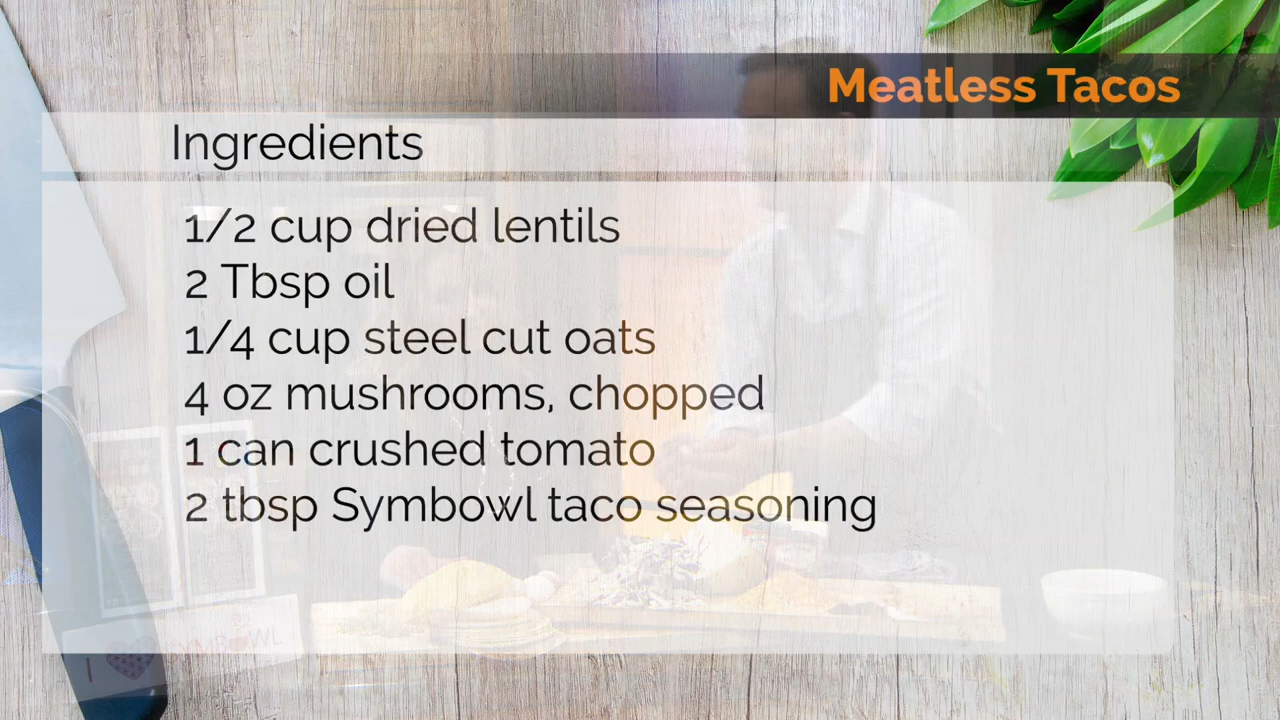 Meatless Tacos
Ingredients
1/2 cup dried lentils
2 Tbsp oil
1/4 cup steel cut oats
4 oz mushrooms, chopped
1 can crushed tomato
2 tbsp Symbowl taco seasoning
I
SYMBOWL